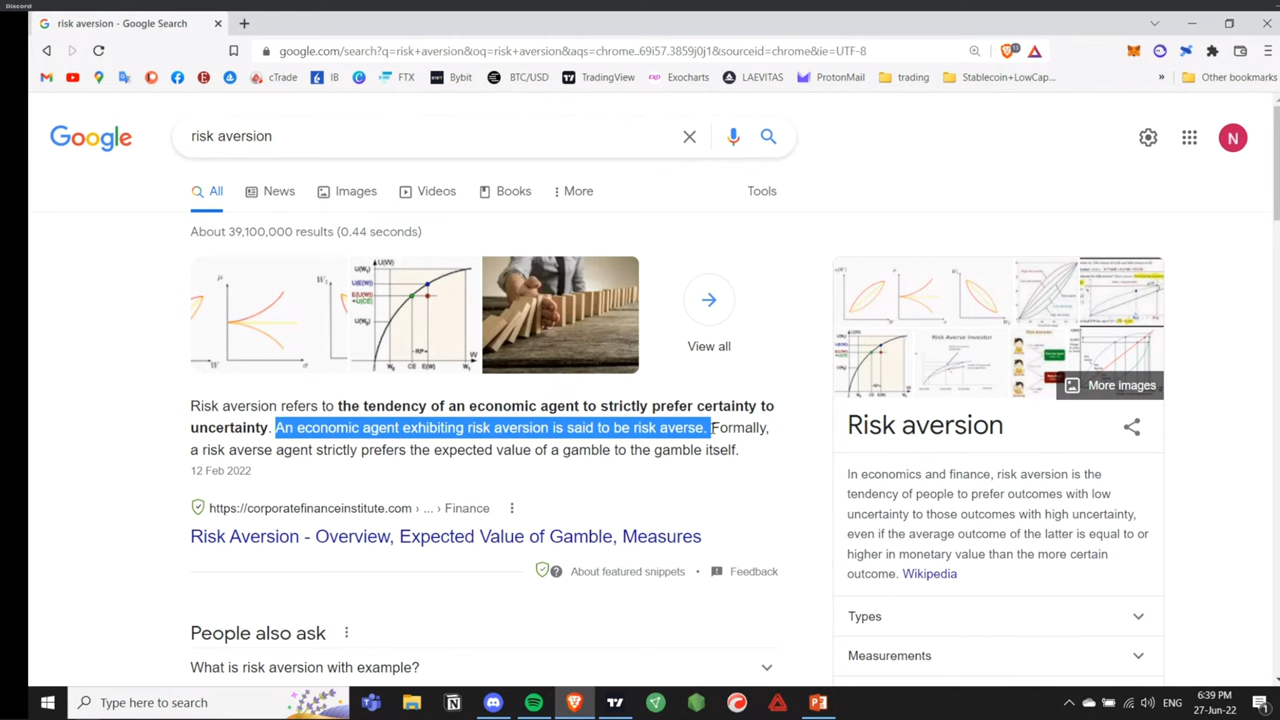 Discord
risk aversion - Google Search
google.com/search?q=risk+aversion&oq=risk+aversion&aqs=chrome..69i57.3859j0j1&sourceid=chrome&ie=UTF-8
cTrade IB FTX Bybit BTC/USD TradingView Exocharts LAEVITAS ProtonMail trading Stablecoin+LowCap... » Other bookmarks
Google
risk aversion
N
All News Images Videos Books More Tools
About 39,100,000 results (0.44 seconds)
View all
More images
Risk aversion refers to the tendency of an economic agent to strictly prefer certainty to
uncertainty. An economic agent exhibiting risk aversion is said to be risk averse. Formally,
a risk averse agent strictly prefers the expected value of a gamble to the gamble itself.
12 Feb 2022
https://corporatefinanceinstitute.com › ... › Finance
Risk Aversion - Overview, Expected Value of Gamble, Measures
About featured snippets • Feedback
People also ask
What is risk aversion with example?
Risk aversion
In economics and finance, risk aversion is the
tendency of people to prefer outcomes with low
uncertainty to those outcomes with high uncertainty,
even if the average outcome of the latter is equal to or
higher in monetary value than the more certain
outcome. Wikipedia
Types
Measurements
Type here to search
ENG
6:39 PM
27-Jun-22